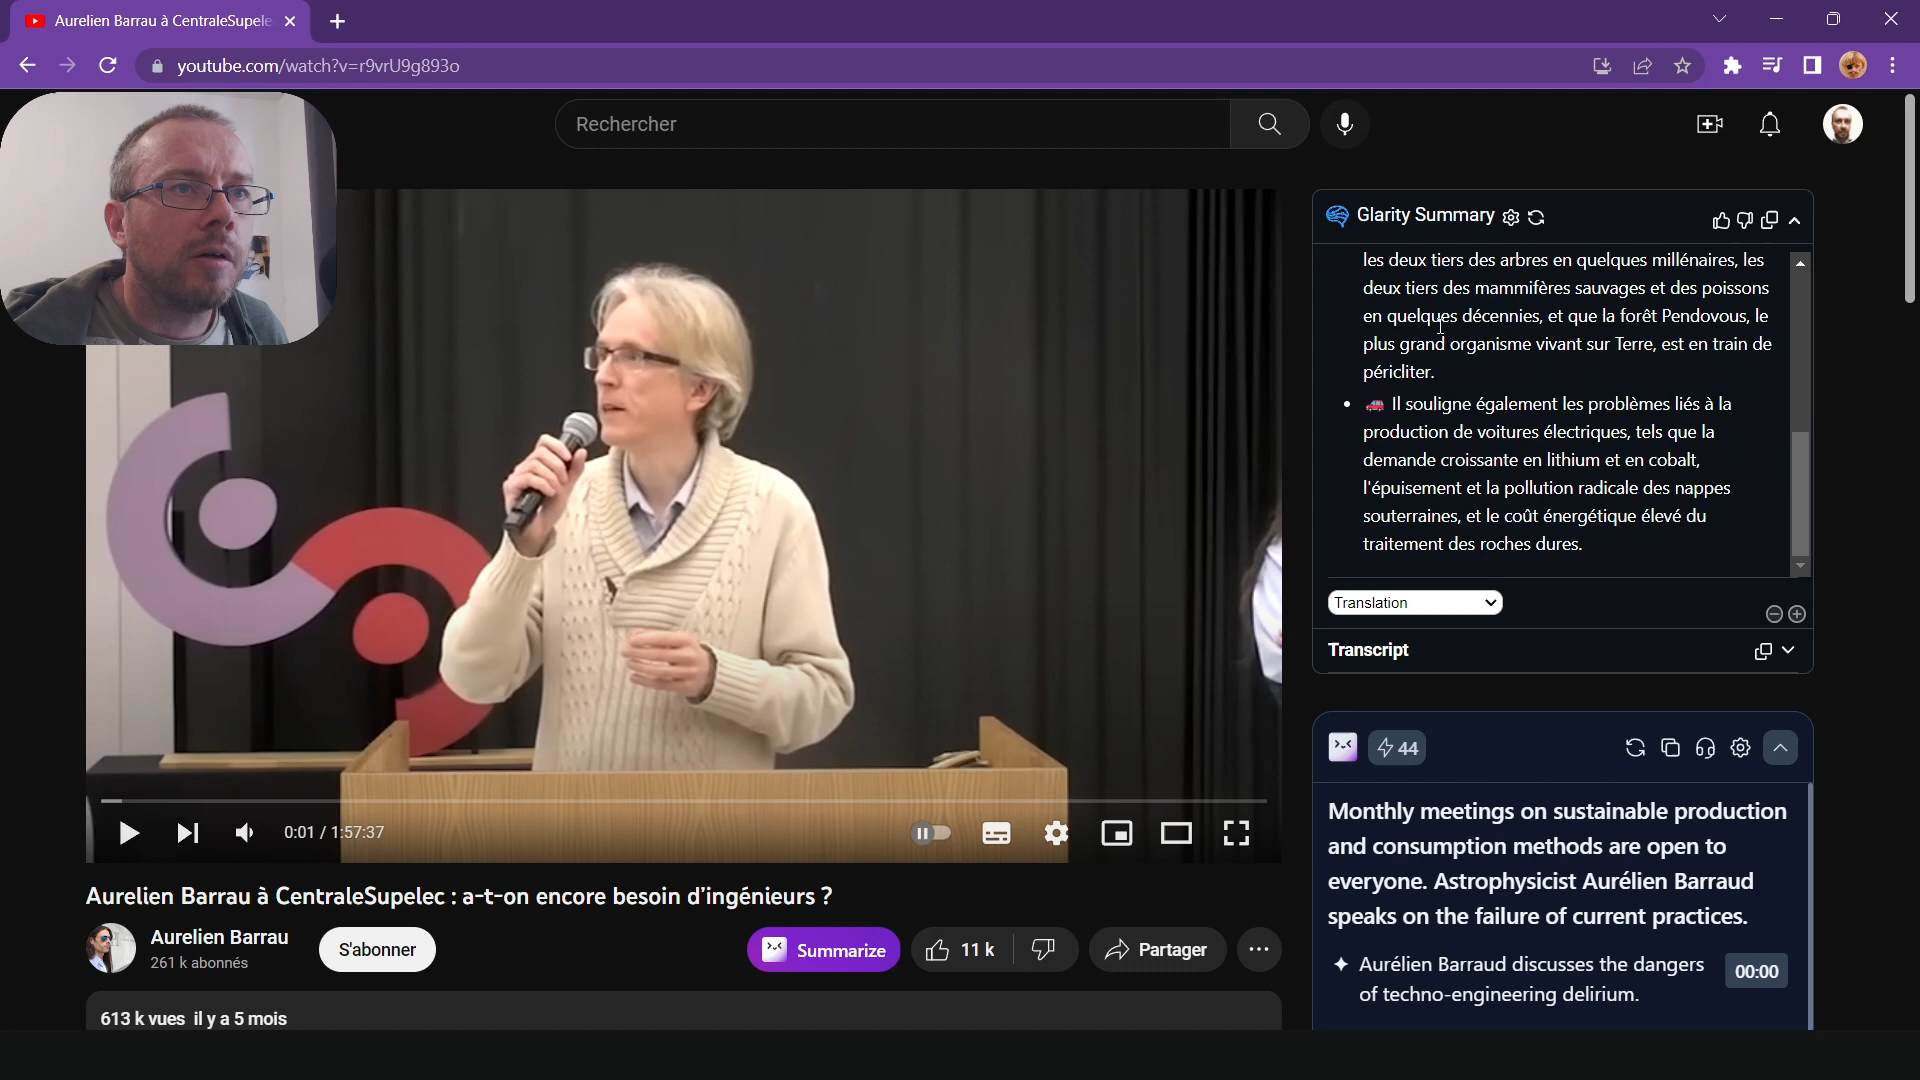 Aurelien Barrau à CentraleSupele
youtube.com/watch?v=r9vrU9g893o
Rechercher
Glarity Summary
les deux tiers des arbres en quelques millénaires, les
deux tiers des mammifères sauvages et des poissons
en quelques décennies, et que la forêt Pendovous, le
plus grand organisme vivant sur Terre, est en train de
péricliter.
• 🚗 Il souligne également les problèmes liés à la
production de voitures électriques, tels que la
demande croissante en lithium et en cobalt,
l'épuisement et la pollution radicale des nappes
souterraines, et le coût énergétique élevé du
traitement des roches dures.
Translation
Transcript
44
Monthly meetings on sustainable production
and consumption methods are open to
everyone. Astrophysicist Aurélien Barraud
speaks on the failure of current practices.
Aurélien Barraud discusses the dangers 00:00
of techno-engineering delirium.
0:01 / 1:57:37
Aurelien Barrau à CentraleSupelec : a-t-on encore besoin d'ingénieurs ?
Aurelien Barrau
261 k abonnés
S'abonner
Summarize
11 k
Partager
613 k vues il y a 5 mois